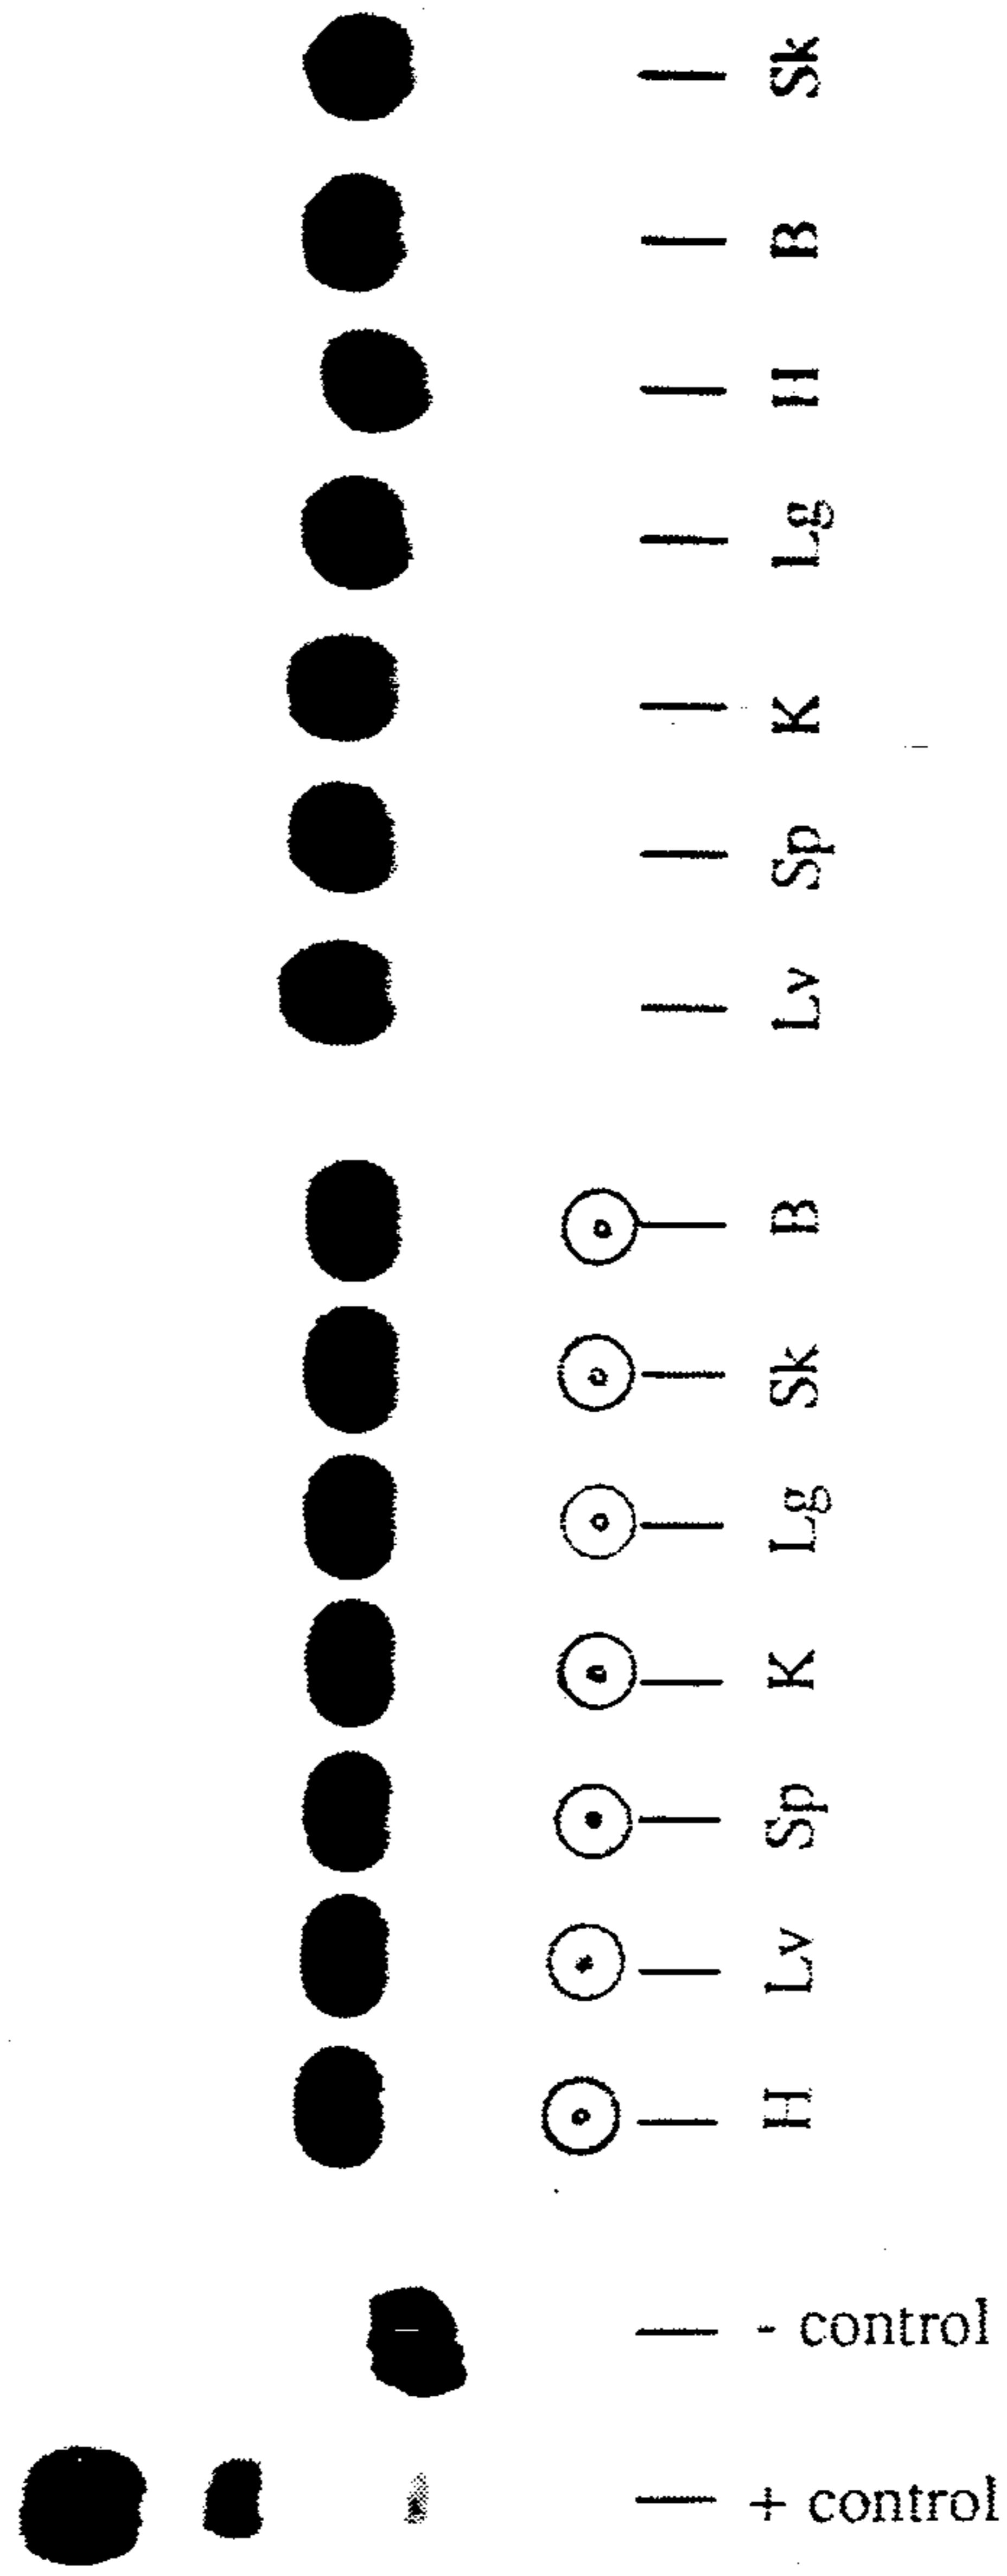 Sk
B
H
Lg
K
Sp
Lv
B
Sk
Lg
K
Sp
Lv
H
- control
+ control